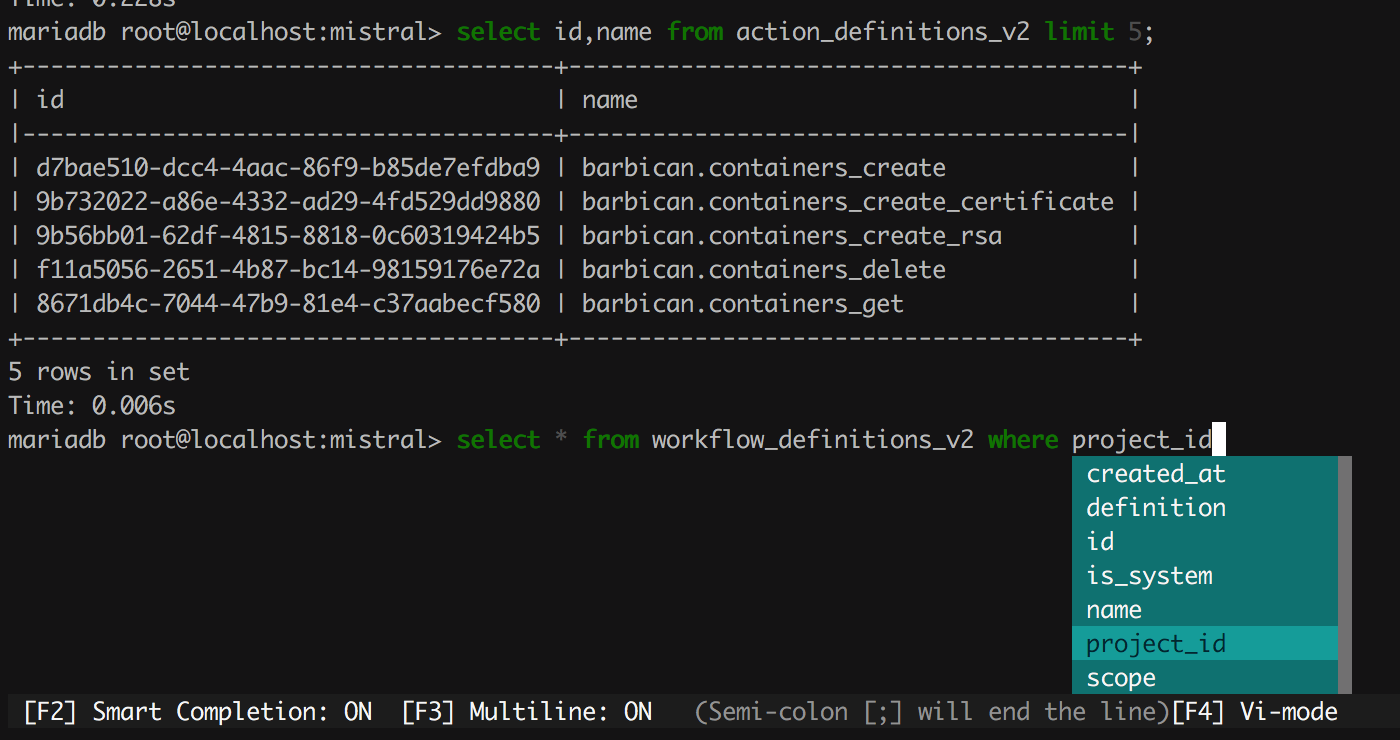 Time: 0.228s
mariadb root@localhost:mistral> select id,name from action_definitions_v2 limit 5;
+--------------------------------------+----------------------------------------+
| id                                   | name                                   |
|--------------------------------------+----------------------------------------|
| d7bae510-dcc4-4aac-86f9-b85de7efdba9 | barbican.containers_create             |
| 9b732022-a86e-4332-ad29-4fd529dd9880 | barbican.containers_create_certificate |
| 9b56bb01-62df-4815-8818-0c60319424b5 | barbican.containers_create_rsa         |
| f11a5056-2651-4b87-bc14-98159176e72a | barbican.containers_delete             |
| 8671db4c-7044-47b9-81e4-c37aabecf580 | barbican.containers_get                |
+--------------------------------------+----------------------------------------+
5 rows in set
Time: 0.006s
mariadb root@localhost:mistral> select * from workflow_definitions_v2 where project_id
created_at
definition
id
is_system
name
project_id
scope
[F2] Smart Completion: ON  [F3] Multiline: ON   (Semi-colon [;] will end the line)[F4] Vi-mode